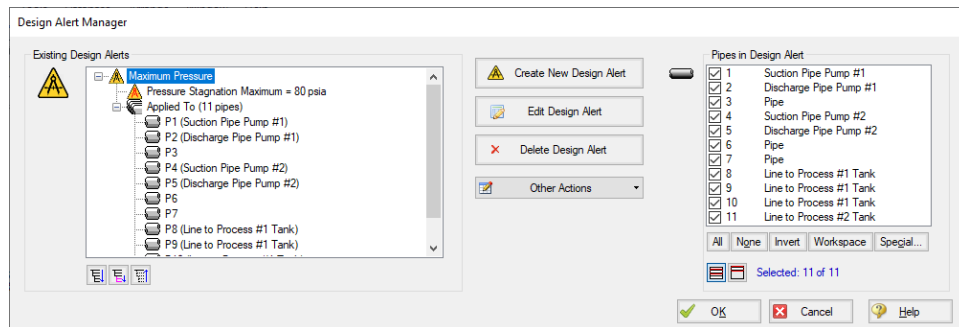 Design Alert Manager
Existing Design Alerts
Maximum Pressure
Pressure Stagnation Maximum = 80 psia
Applied To (11 pipes)
P1 (Suction Pipe Pump #1)
P2 (Discharge Pipe Pump #1)
P3
P4 (Suction Pipe Pump #2)
P5 (Discharge Pipe Pump #2)
P6
P7
P8 (Line to Process #1 Tank)
P9 (Line to Process #1 Tank)
Create New Design Alert
Edit Design Alert
Delete Design Alert
Other Actions
Pipes in Design Alert
1 Suction Pipe Pump #1
2 Discharge Pipe Pump #1
3 Pipe
4 Suction Pipe Pump #2
5 Discharge Pipe Pump #2
6 Pipe
7 Pipe
8 Line to Process #1 Tank
9 Line to Process #1 Tank
10 Line to Process #1 Tank
11 Line to Process #2 Tank
All None Invert Workspace Special...
Selected: 11 of 11
OK Cancel Help